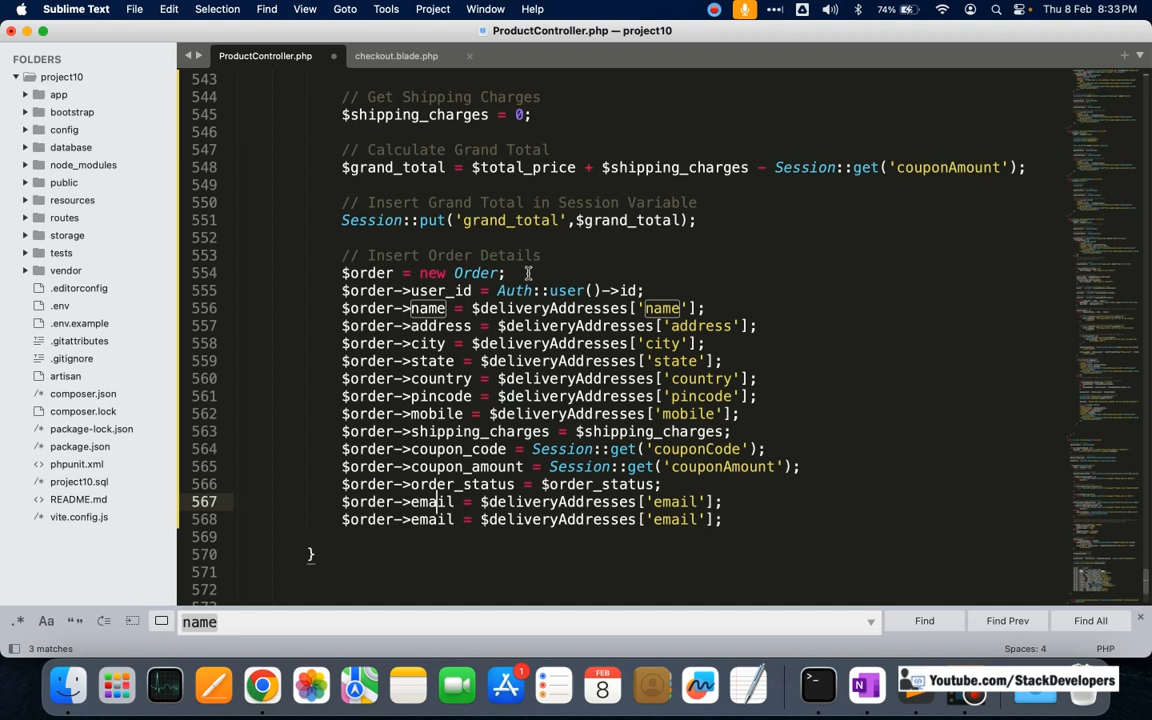 Sublime Text File Edit Selection Find View Goto Tools Project Window Help 74% Thu 8 Feb 8:33PM
ProductController.php — project10
FOLDERS
project10
app
bootstrap
config
database
node_modules
public
resources
routes
storage
tests
vendor
.editorconfig
.env
.env.example
.gitattributes
.gitignore
artisan
composer.json
composer.lock
package-lock.json
package.json
phpunit.xml
project10.sql
README.md
vite.config.js
ProductController.php checkout.blade.php
543
544 // Get Shipping Charges
545 $shipping_charges = 0;
546
547 // Calculate Grand Total
548 $grand_total = $total_price + $shipping_charges - Session::get('couponAmount');
549
550 // Insert Grand Total in Session Variable
551 Session::put('grand_total',$grand_total);
552
553 // Insert Order Details
554 $order = new Order;
555 $order->user_id = Auth::user()->id;
556 $order->name = $deliveryAddresses['name'];
557 $order->address = $deliveryAddresses['address'];
558 $order->city = $deliveryAddresses['city'];
559 $order->state = $deliveryAddresses['state'];
560 $order->country = $deliveryAddresses['country'];
561 $order->pincode = $deliveryAddresses['pincode'];
562 $order->mobile = $deliveryAddresses['mobile'];
563 $order->shipping_charges = $shipping_charges;
564 $order->coupon_code = Session::get('couponCode');
565 $order->coupon_amount = Session::get('couponAmount');
566 $order->order_status = $order_status;
567 $order->email = $deliveryAddresses['email'];
568 $order->email = $deliveryAddresses['email'];
569
570 }
571
572
name Find Find Prev Find All
3 matches Spaces: 4 PHP
FEB
8
1
Youtube.com/StackDevelopers